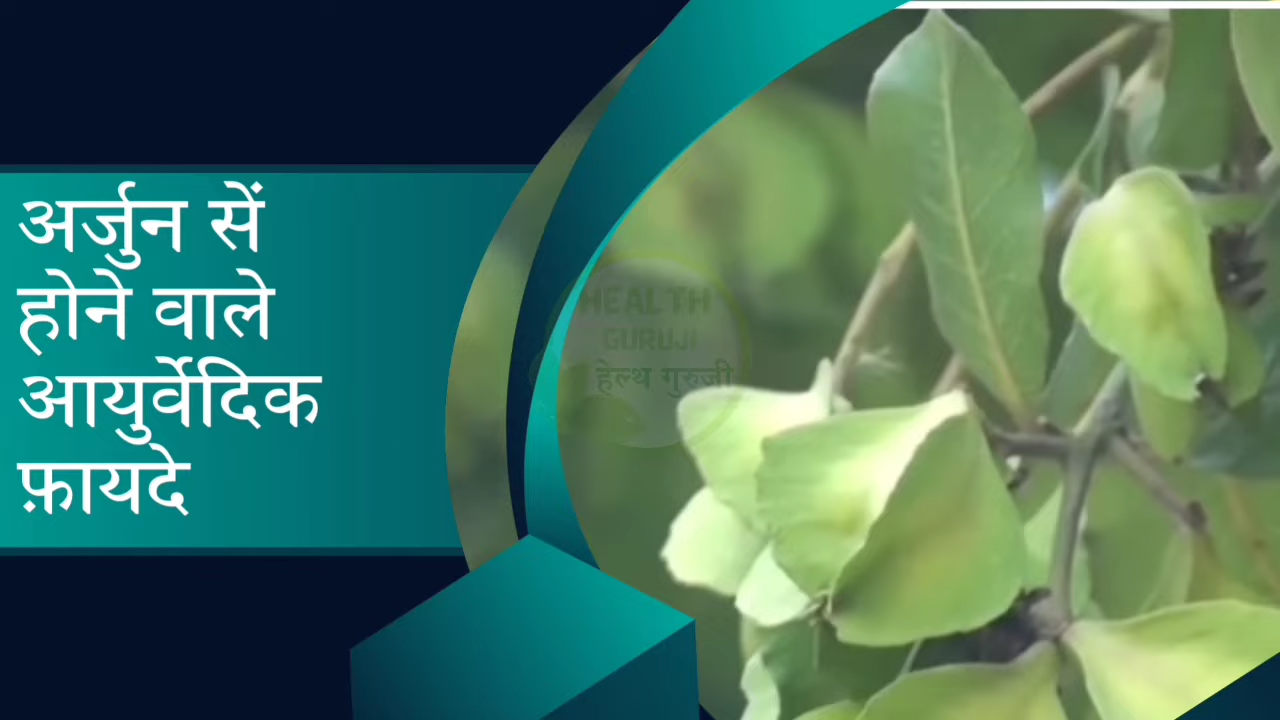 अर्जुन सें
होने वाले
आयुर्वेदिक
फ़ायदे
HEALTH
GURUJI
हेल्थ गुरुजी